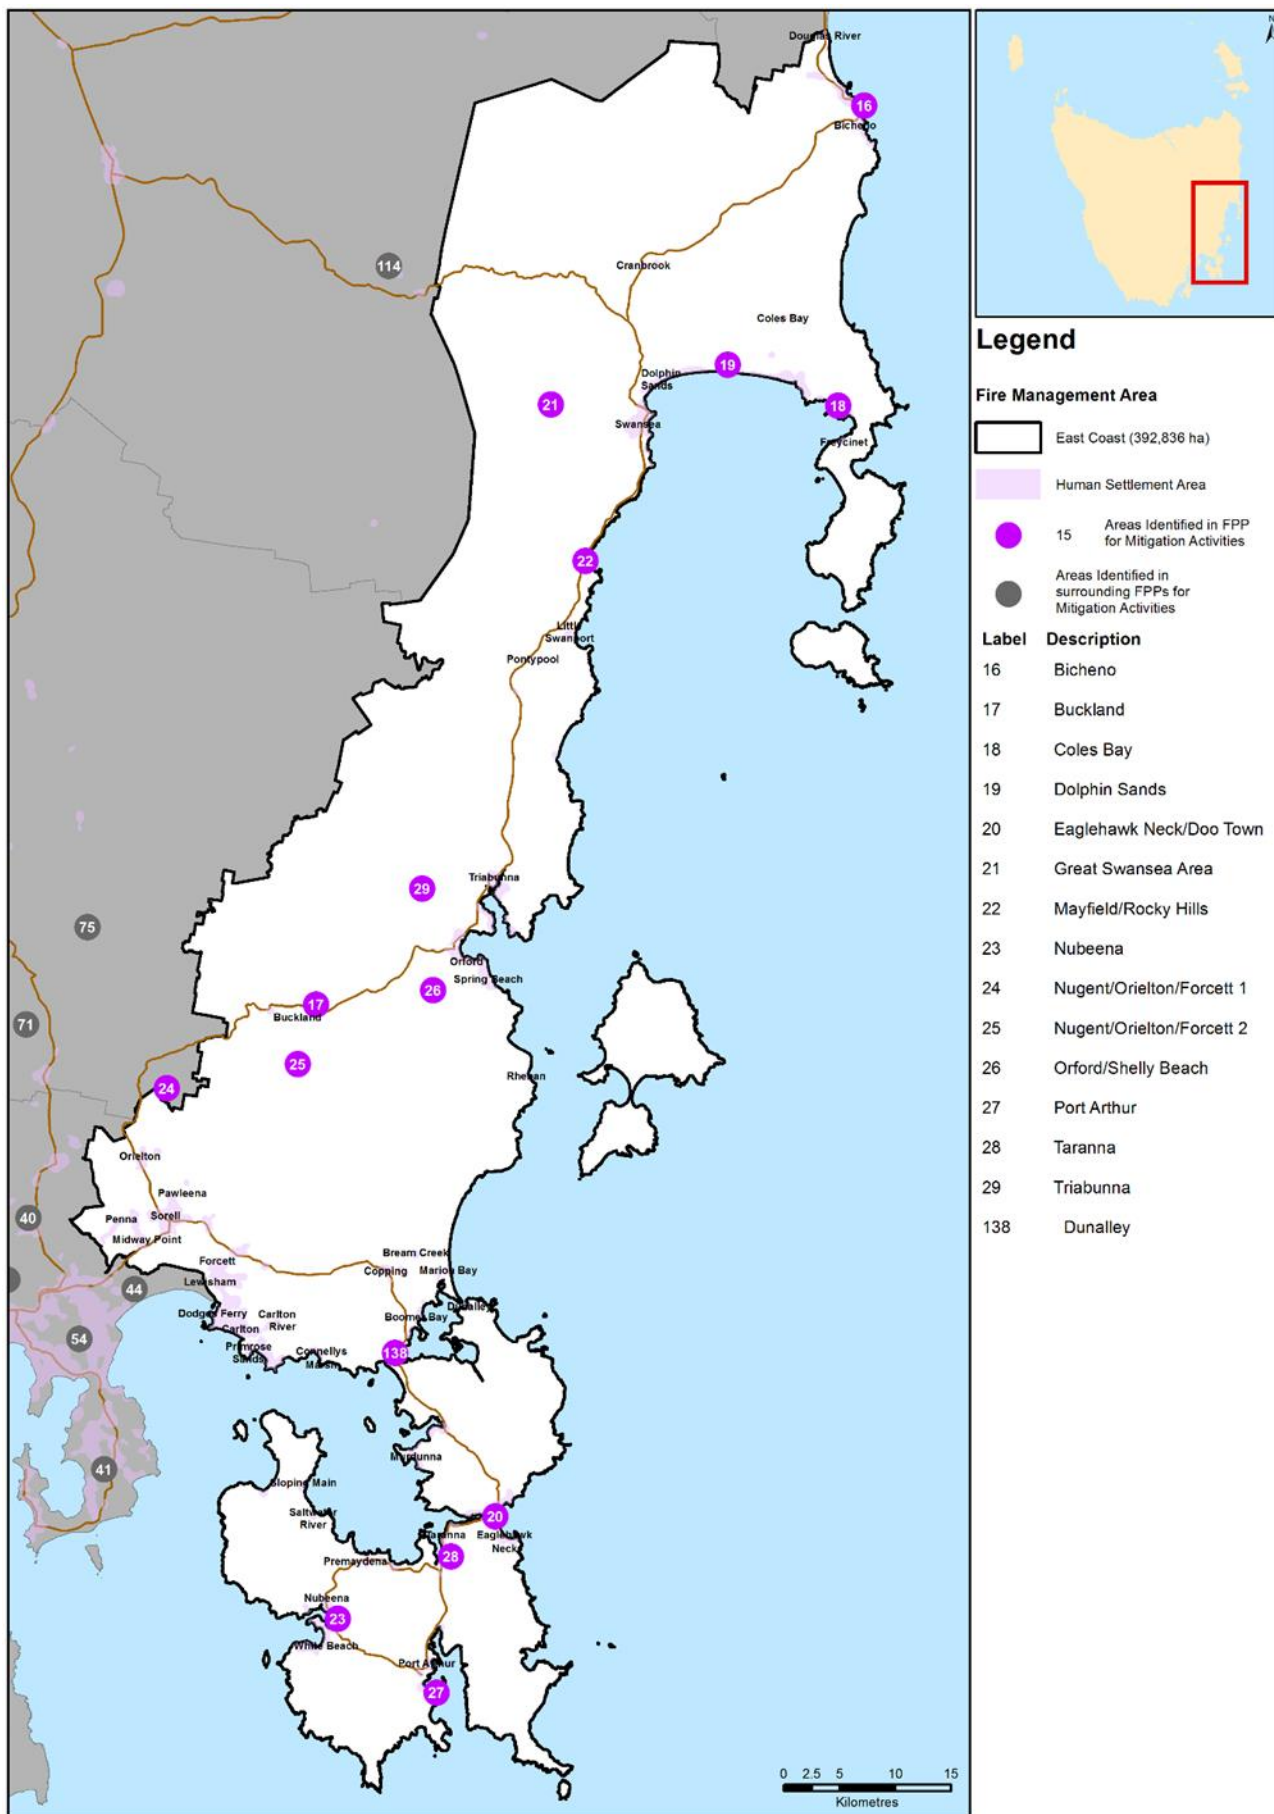 Douglas River
16
Bicheno
114
Cranbrook
Coles Bay
19
Dolphin
Sands
21
18
Swansea
Freycinet
22
Little
Swanport
Pontypool
Triabunna
29
75
Orford
Spring Beach
26
17
Buckland
71
25
Rheban
24
Orielton
Pawleena
Penna
Sorell
40
Midway Point
Bream Creek
Forcett
Copping
Marion Bay
Lewisham
44
Dunalley
Dodges Ferry
Carlton
River
Boomer Bay
Carlton
54
Primrose
Sands
Connellys
Marsh
138
Murdunna
41
Sloping Main
Saltwater
River
20
Taranna
Eaglehawk
Neck
28
Premaydena
Nubeena
23
White Beach
Port Arthur
27
0 2.5 5 10 15
Kilometres
N
Legend
Fire Management Area
East Coast (392,836 ha)
Human Settlement Area
15 Areas Identified in FPP
for Mitigation Activities
Areas Identified in
surrounding FPPs for
Mitigation Activities
Label Description
16 Bicheno
17 Buckland
18 Coles Bay
19 Dolphin Sands
20 Eaglehawk Neck/Doo Town
21 Great Swansea Area
22 Mayfield/Rocky Hills
23 Nubeena
24 Nugent/Orielton/Forcett 1
25 Nugent/Orielton/Forcett 2
26 Orford/Shelly Beach
27 Port Arthur
28 Taranna
29 Triabunna
138 Dunalley